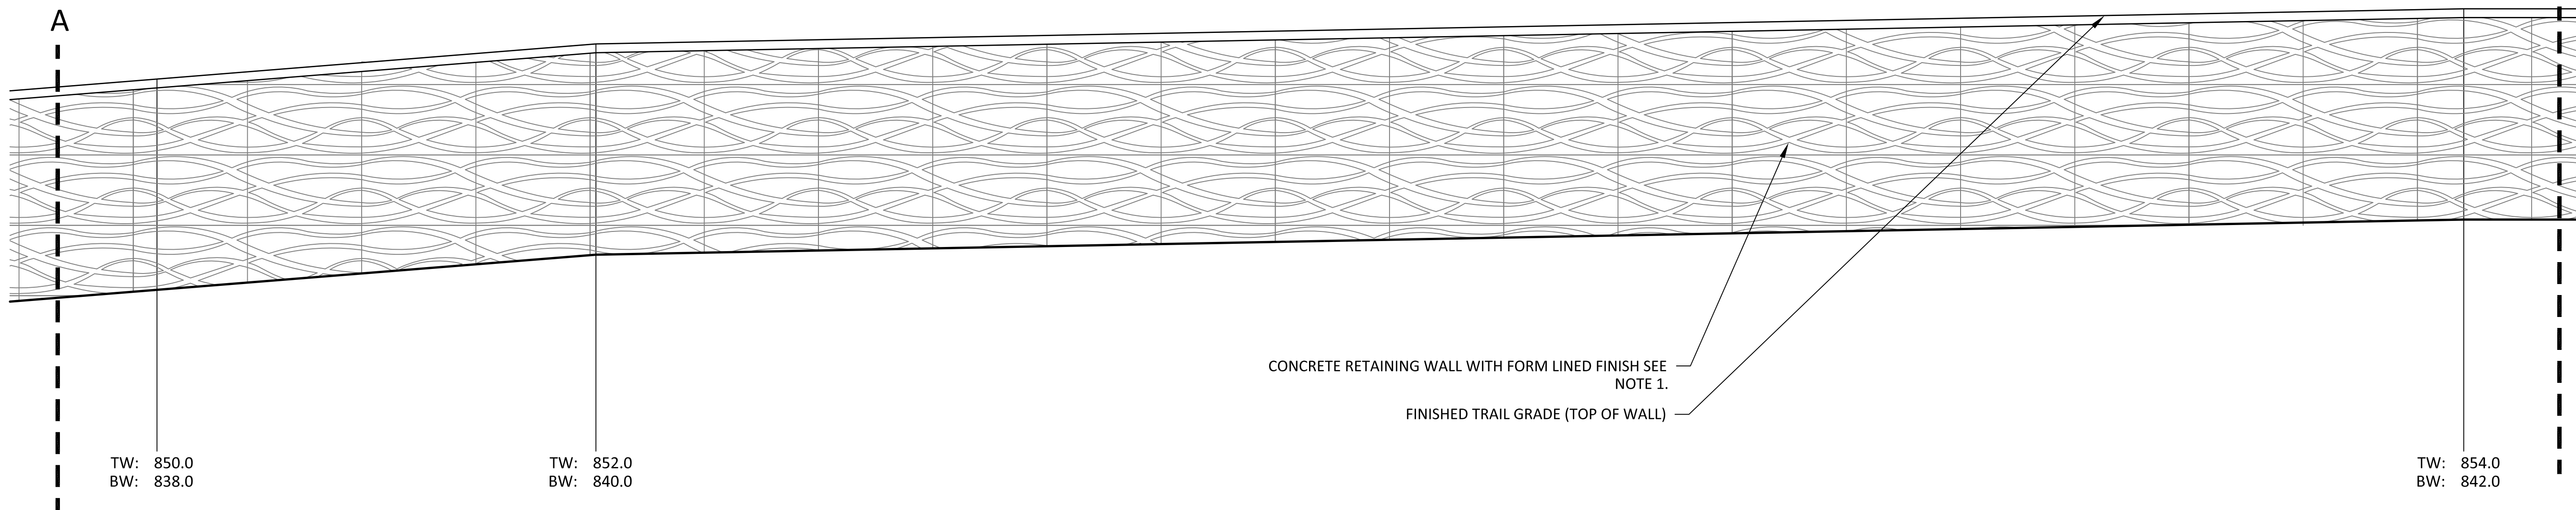 A
CONCRETE RETAINING WALL WITH FORM LINED FINISH SEE
NOTE 1.
FINISHED TRAIL GRADE (TOP OF WALL)
TW: 850.0
BW: 838.0
TW: 852.0
BW: 840.0
TW: 854.0
BW: 842.0